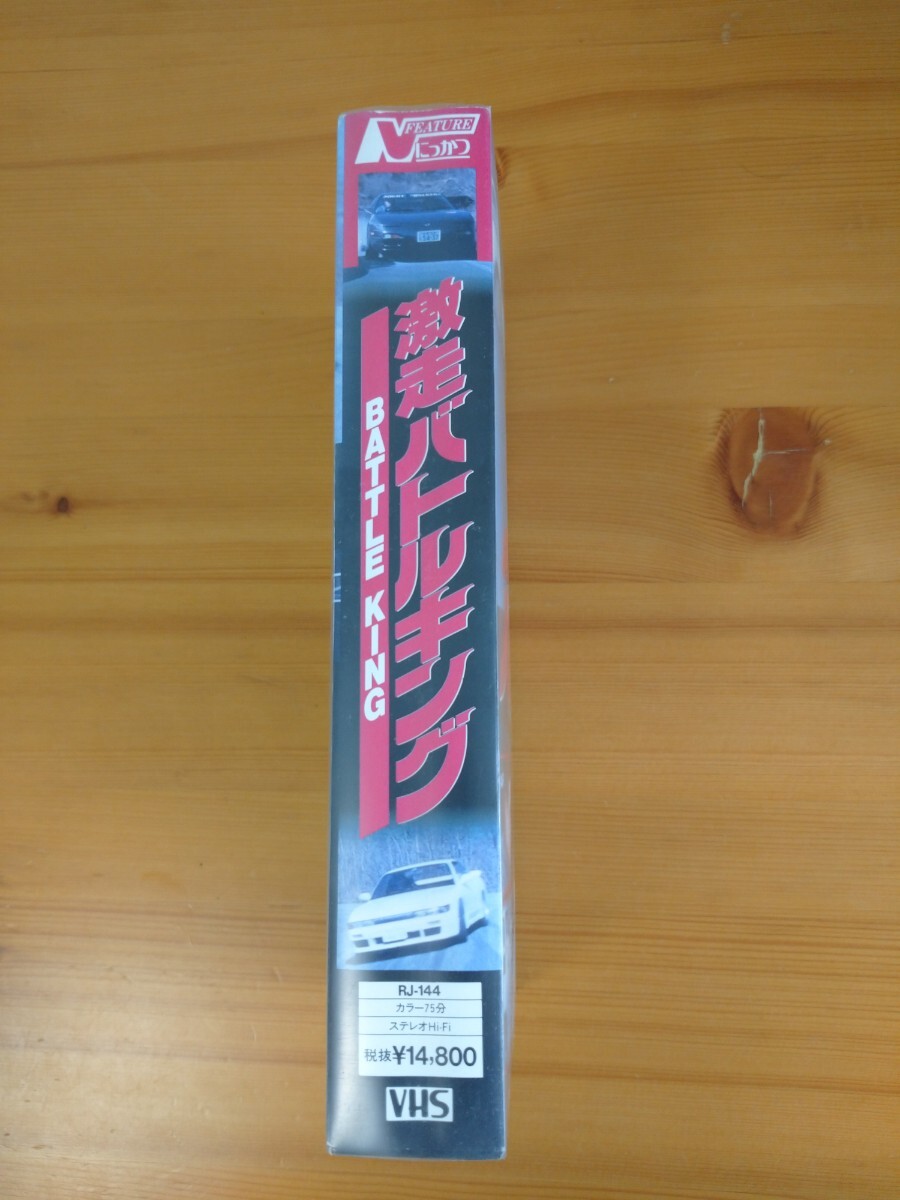 FEATURE
にっかつ
激走バトルキング
BATTLE KING
RJ-144
カラー75分
ステレオHi-Fi
税抜¥14,800
VHS